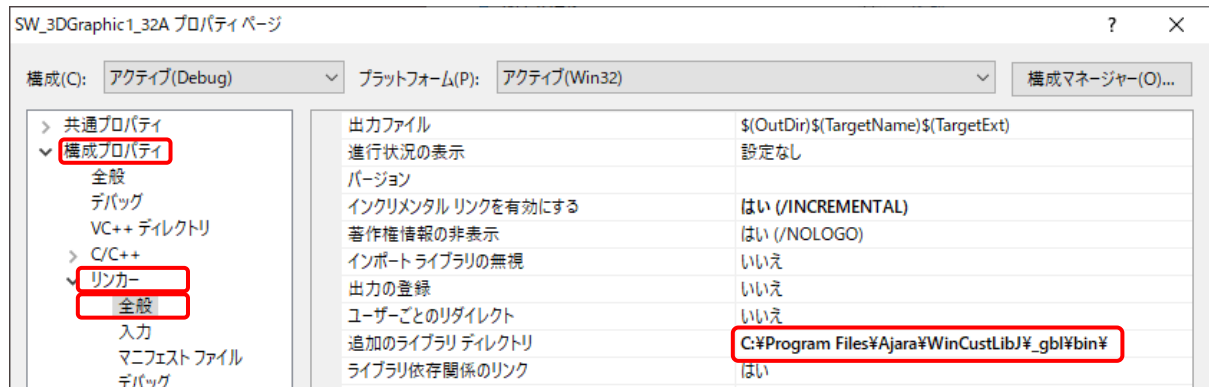 SW_3DGraphic1_32A プロパティ ページ
? ×
構成(C): アクティブ(Debug) プラットフォーム(P): アクティブ(Win32) 構成マネージャー(O)...
共通プロパティ
構成プロパティ
全般
デバッグ
VC++ ディレクトリ
C/C++
リンカー
全般
入力
マニフェスト ファイル
デバッグ
出力ファイル $(OutDir)$(TargetName)$(TargetExt)
進行状況の表示 設定なし
バージョン
インクリメンタル リンクを有効にする はい (/INCREMENTAL)
著作権情報の非表示 はい (/NOLOGO)
インポート ライブラリの無視 いいえ
出力の登録 いいえ
ユーザーごとのリダイレクト いいえ
追加のライブラリ ディレクトリ C:¥Program Files¥Ajara¥WinCustLibJ¥_gbl¥bin¥
ライブラリ依存関係のリンク はい